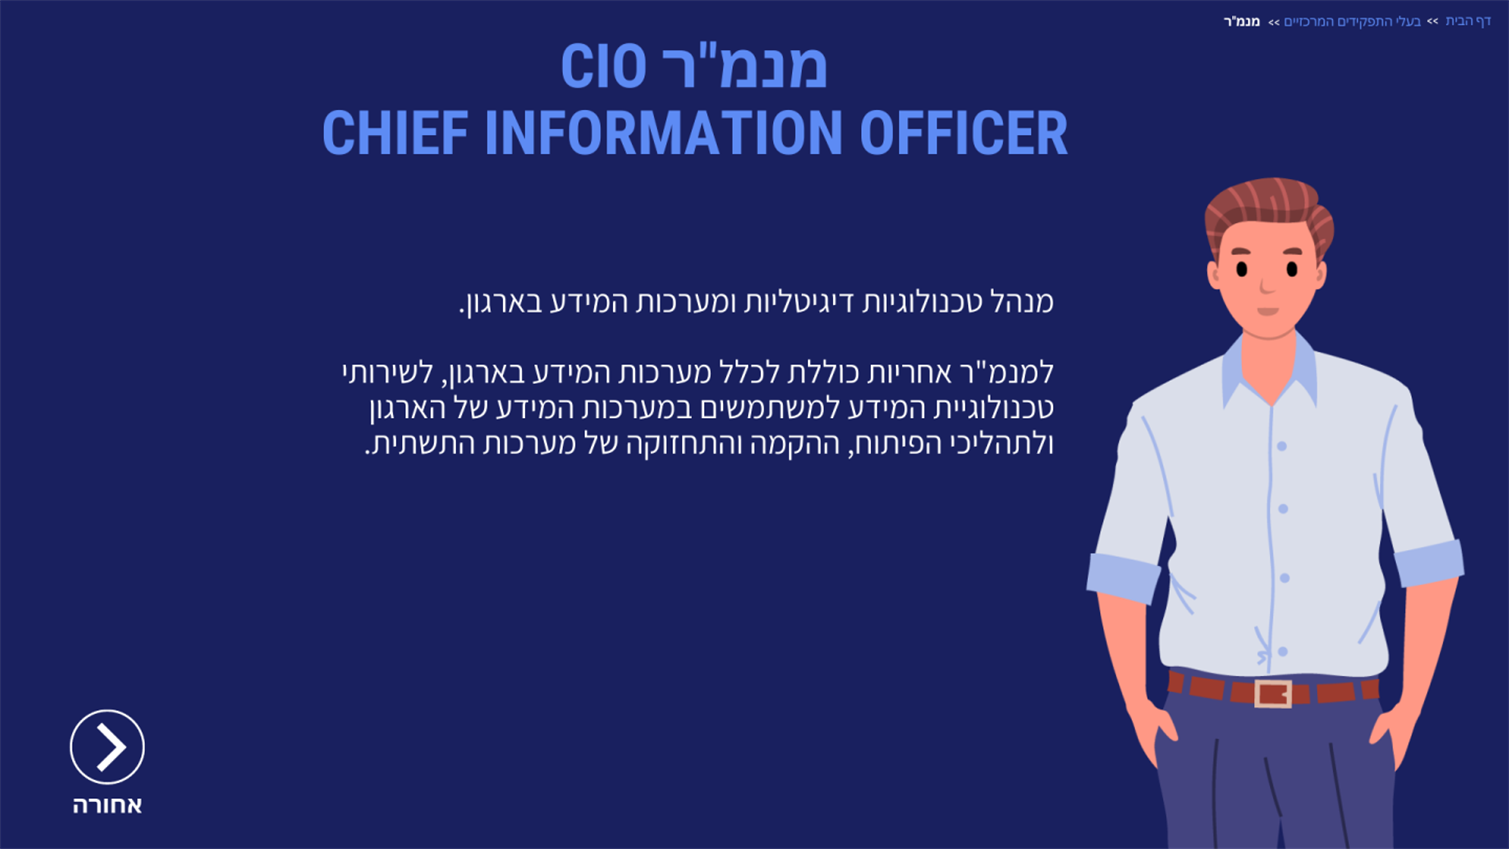 דף הבית >> בעלי התפקידים המרכזיים >> מנמ"ר
מנמ"ר CIO
CHIEF INFORMATION OFFICER
מנהל טכנולוגיות דיגיטליות ומערכות המידע בארגון.
למנמ"ר אחריות כוללת לכלל מערכות המידע בארגון, לשירותי
טכנולוגיית המידע למשתמשים במערכות המידע של הארגון
ולתהליכי הפיתוח, ההקמה והתחזוקה של מערכות התשתית.
אחורה